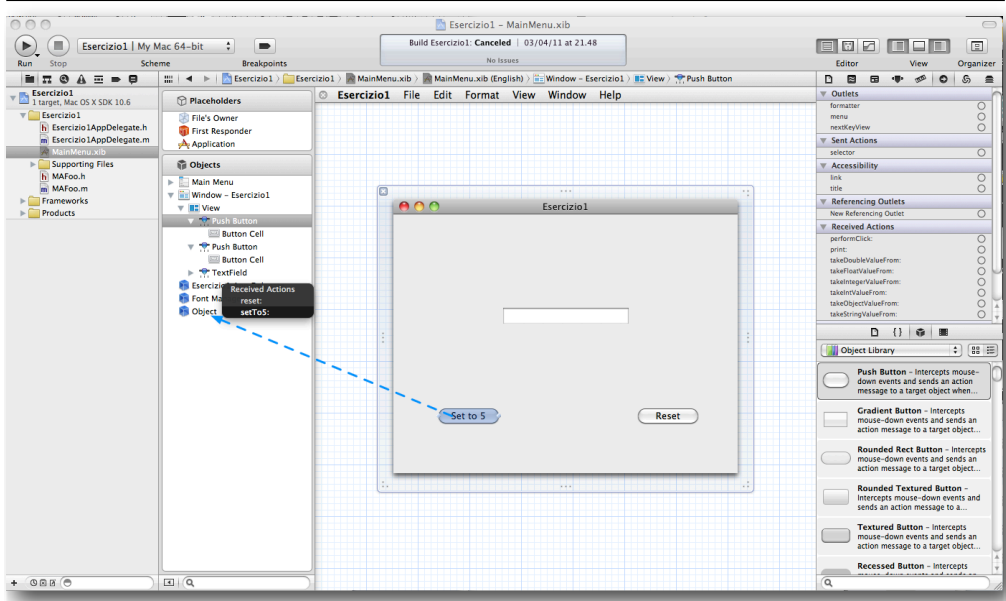 Esercizio1 – MainMenu.xib
Run
Stop
Esercizio1 | My Mac 64-bit
Scheme
Breakpoints
Build Esercizio1: Canceled | 03/04/11 at 21.48
No Issues
Editor
View
Organizer
Esercizio1 〉 Esercizio1 〉 MainMenu.xib 〉 MainMenu.xib (English) 〉 Window – Esercizio1 〉 View 〉 Push Button
Esercizio1
1 target, Mac OS X SDK 10.6
Esercizio1
Esercizio1AppDelegate.h
Esercizio1AppDelegate.m
MainMenu.xib
Supporting Files
MAFoo.h
MAFoo.m
Frameworks
Products
Placeholders
File's Owner
First Responder
Application
Objects
Main Menu
Window – Esercizio1
View
Push Button
Button Cell
Push Button
Button Cell
TextField
Esercizi
Font Ma
Object
Received Actions
reset:
setTo5:
Esercizio1 File Edit Format View Window Help
Esercizio1
Set to 5
Reset
Outlets
formatter
menu
nextKeyView
Sent Actions
selector
Accessibility
link
title
Referencing Outlets
New Referencing Outlet
Received Actions
performClick:
print:
takeDoubleValueFrom:
takeFloatValueFrom:
takeIntegerValueFrom:
takeIntValueFrom:
takeObjectValueFrom:
takeStringValueFrom:
Object Library
Push Button – Intercepts mouse-
down events and sends an action
message to a target object when...
Gradient Button – Intercepts
mouse-down events and sends an
action message to a target object...
Rounded Rect Button – Intercepts
mouse-down events and sends an
action message to a target object...
Rounded Textured Button –
Intercepts mouse-down events and
sends an action message to a...
Textured Button – Intercepts
mouse-down events and sends an
action message to a target object...
Recessed Button – Intercepts